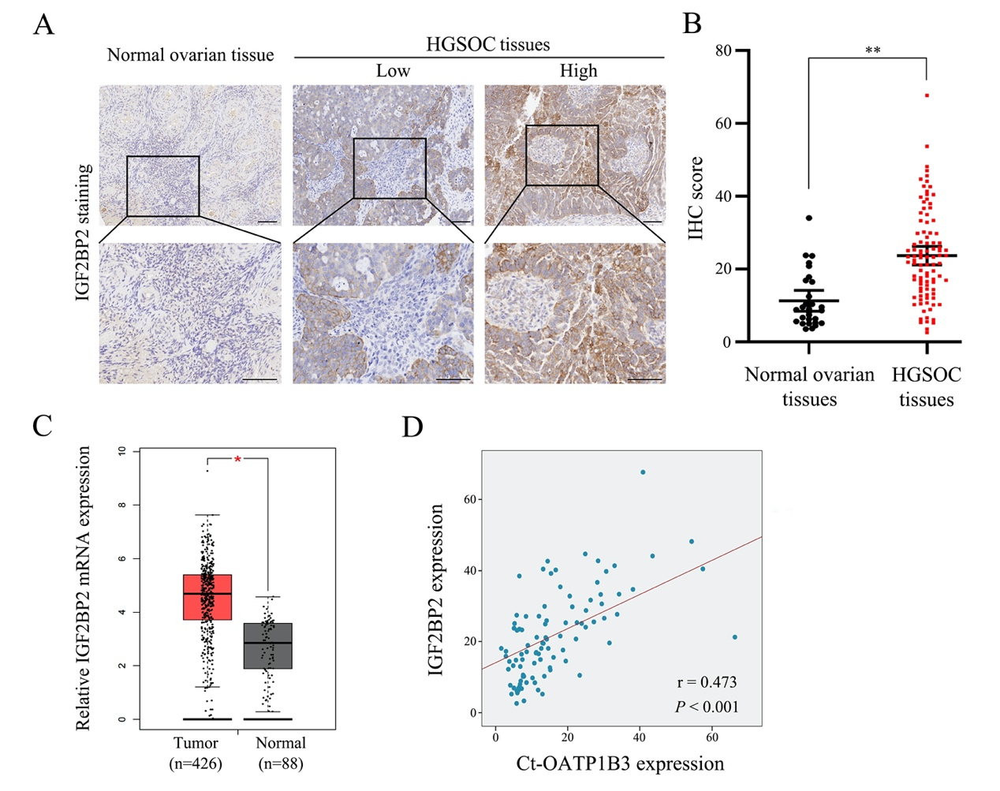 A
Normal ovarian tissue
HGSOC tissues
Low
High
IGF2BP2 staining
B
**
80
60
40
20
0
IHC score
Normal ovarian
tissues
HGSOC
tissues
C
*
10
8
6
4
2
0
Relative IGF2BP2 mRNA expression
Tumor
(n=426)
Normal
(n=88)
D
60
40
20
0
IGF2BP2 expression
r = 0.473
P < 0.001
0
20
40
60
Ct-OATP1B3 expression